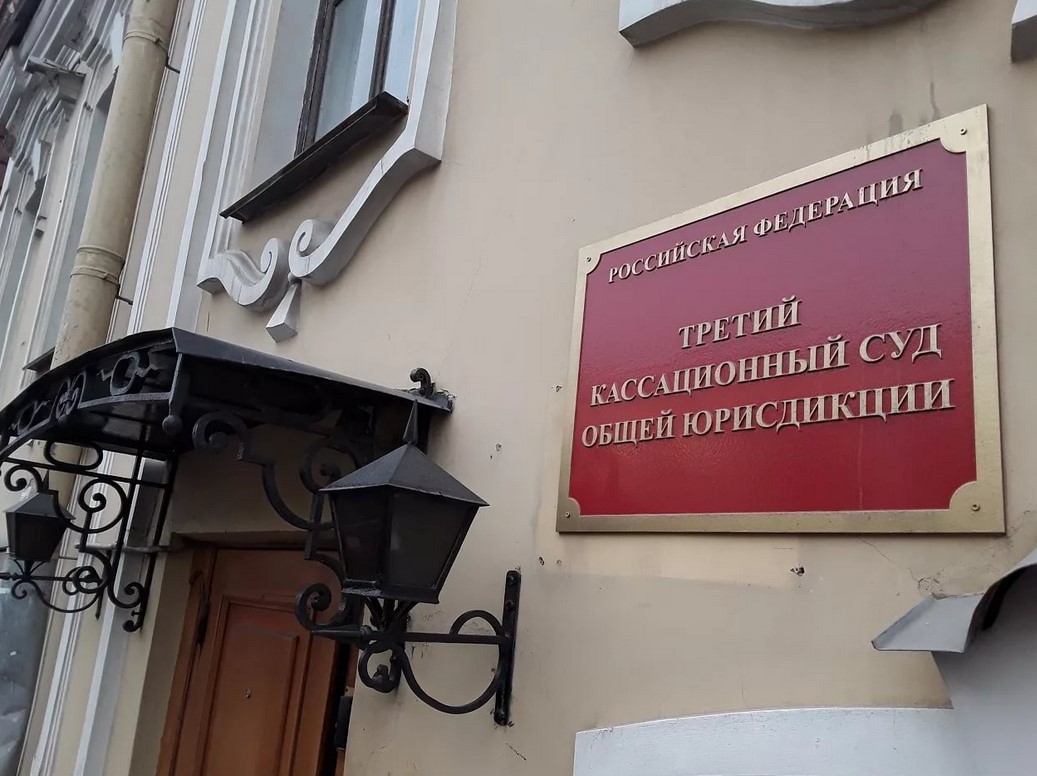 РОССИЙСКАЯ ФЕДЕРАЦИЯ
ТРЕТИЙ
КАССАЦИОННЫЙ СУД
ОБЩЕЙ ЮРИСДИКЦИИ